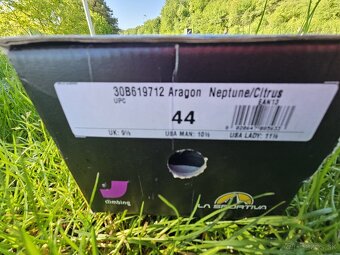 30B619712 Aragon Neptune/Citrus
UPC
EAN13
44
UK: 9½
USA MAN: 10½
USA LADY: 11½
climbing
LA SPORTIVA